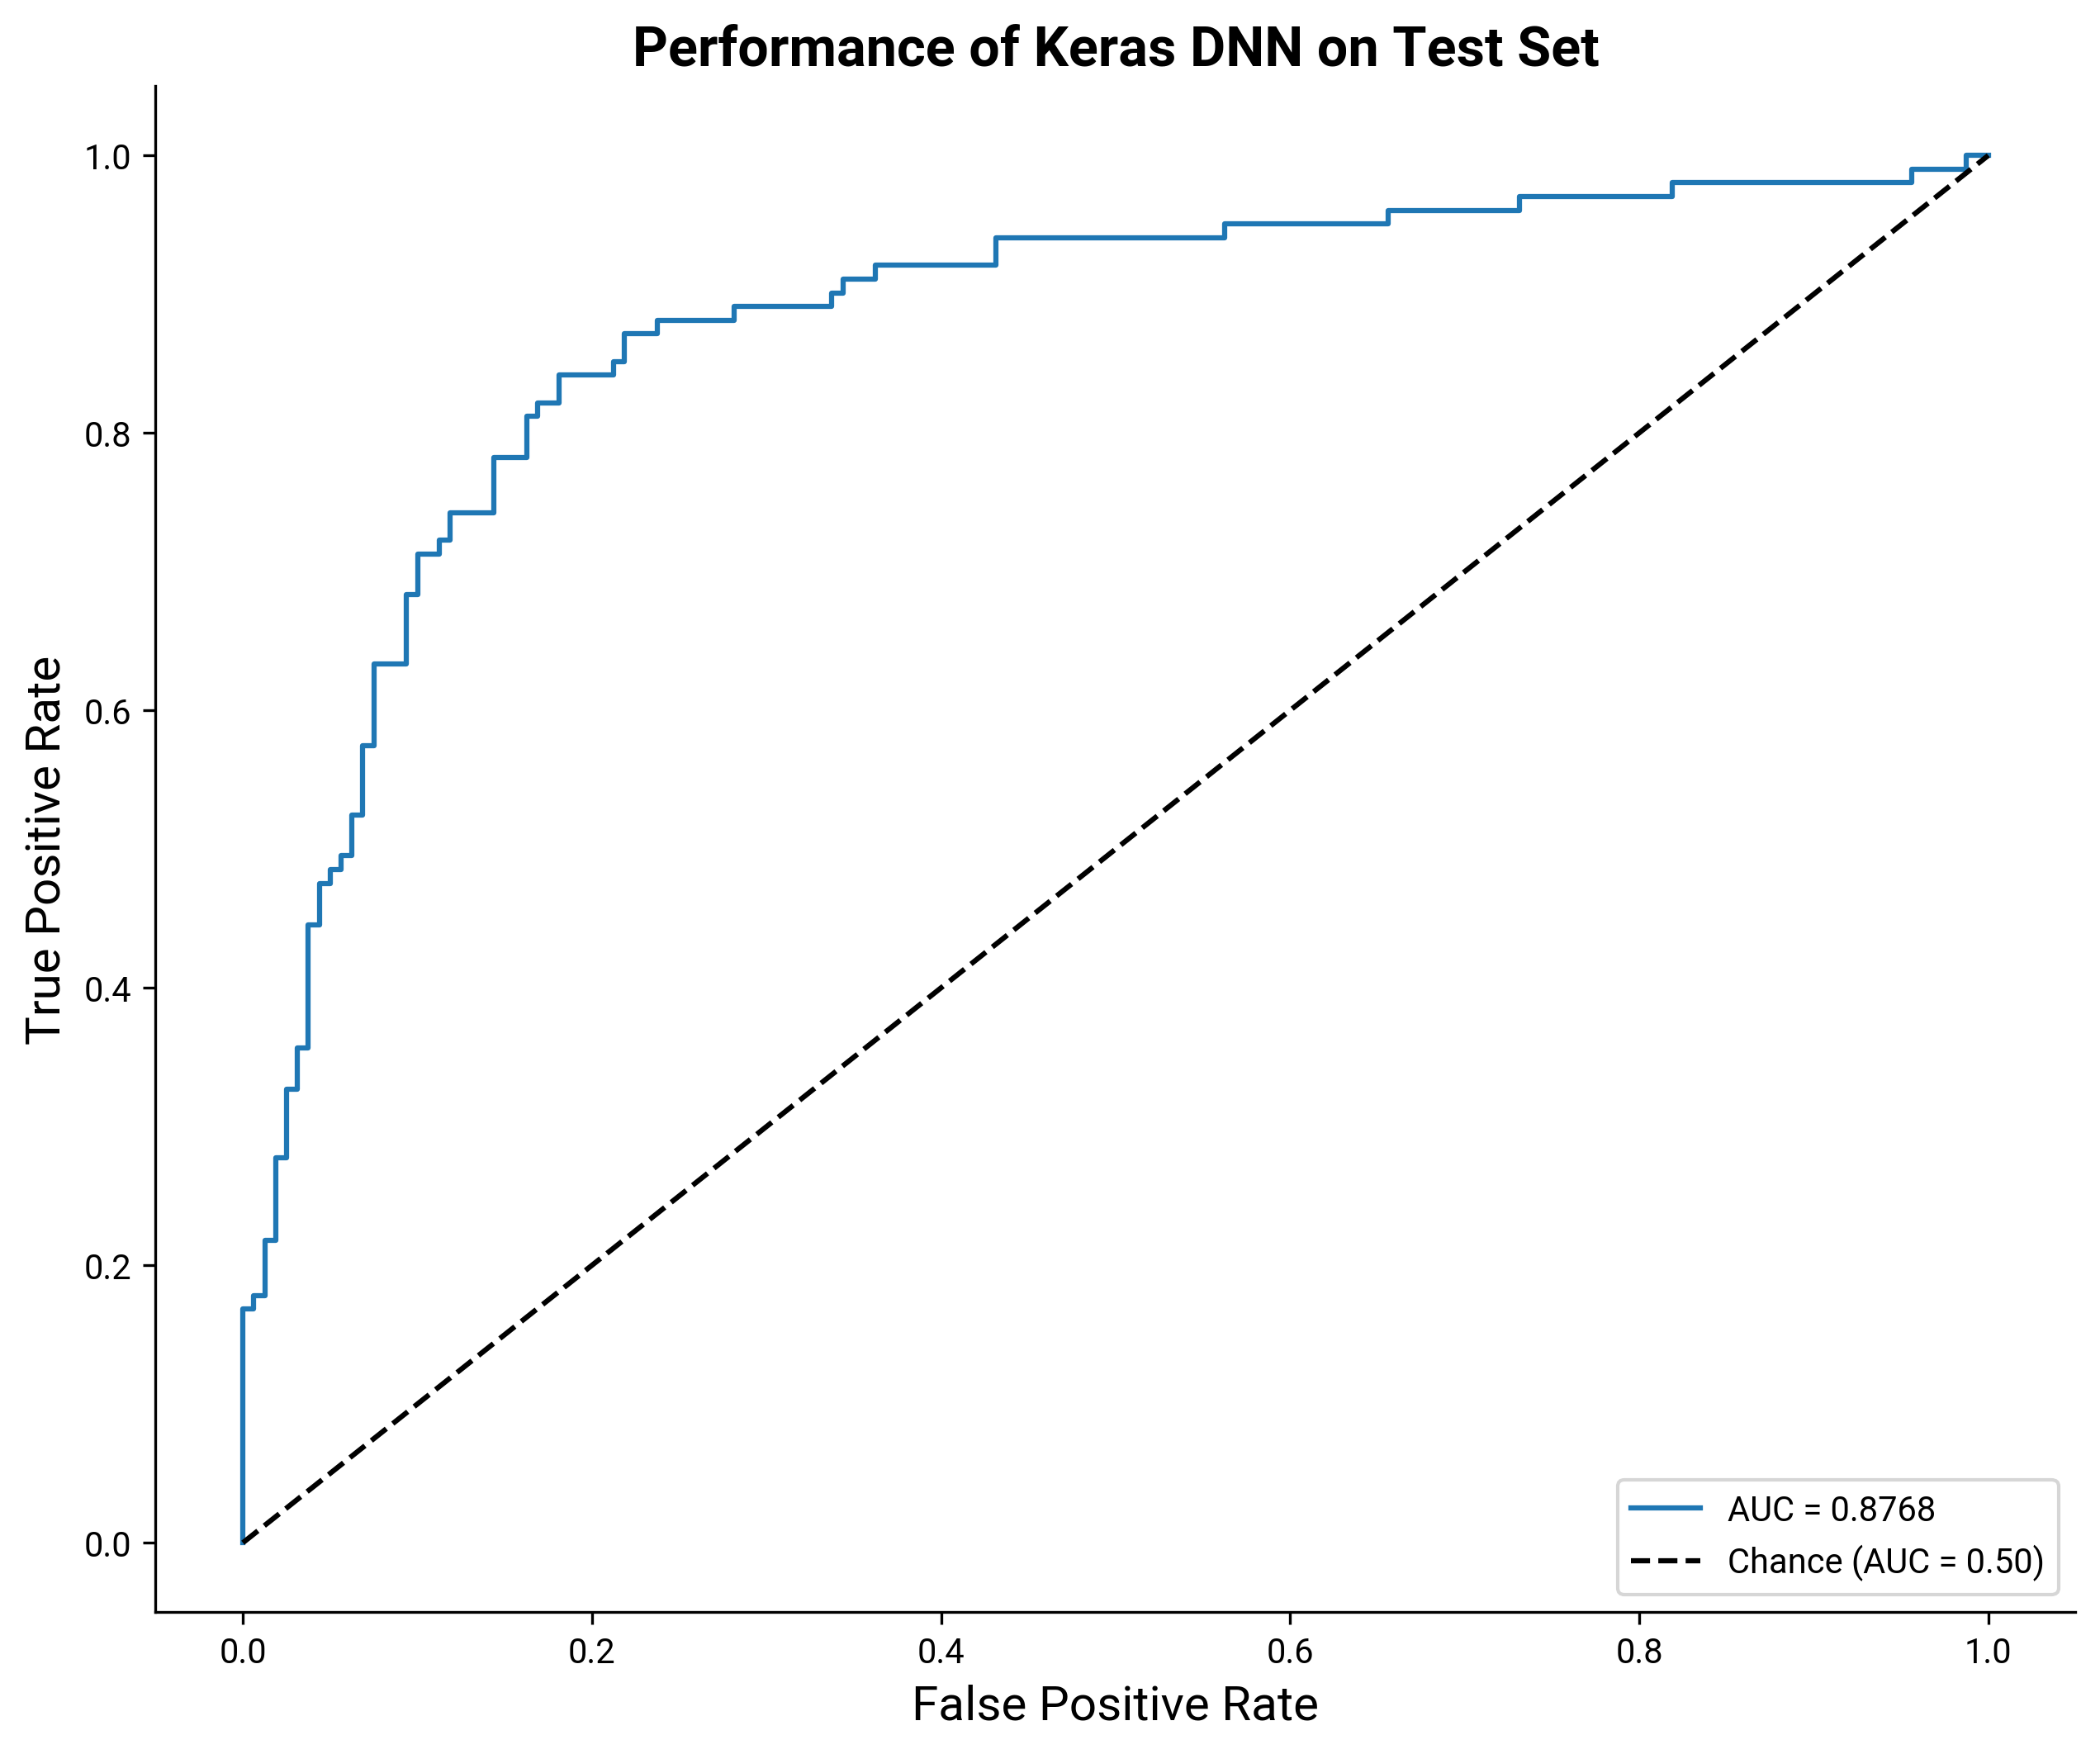 Performance of Keras DNN on Test Set
True Positive Rate
1.0
0.8
0.6
0.4
0.2
0.0
AUC = 0.8768
Chance (AUC = 0.50)
0.0 0.2 0.4 0.6 0.8 1.0
False Positive Rate